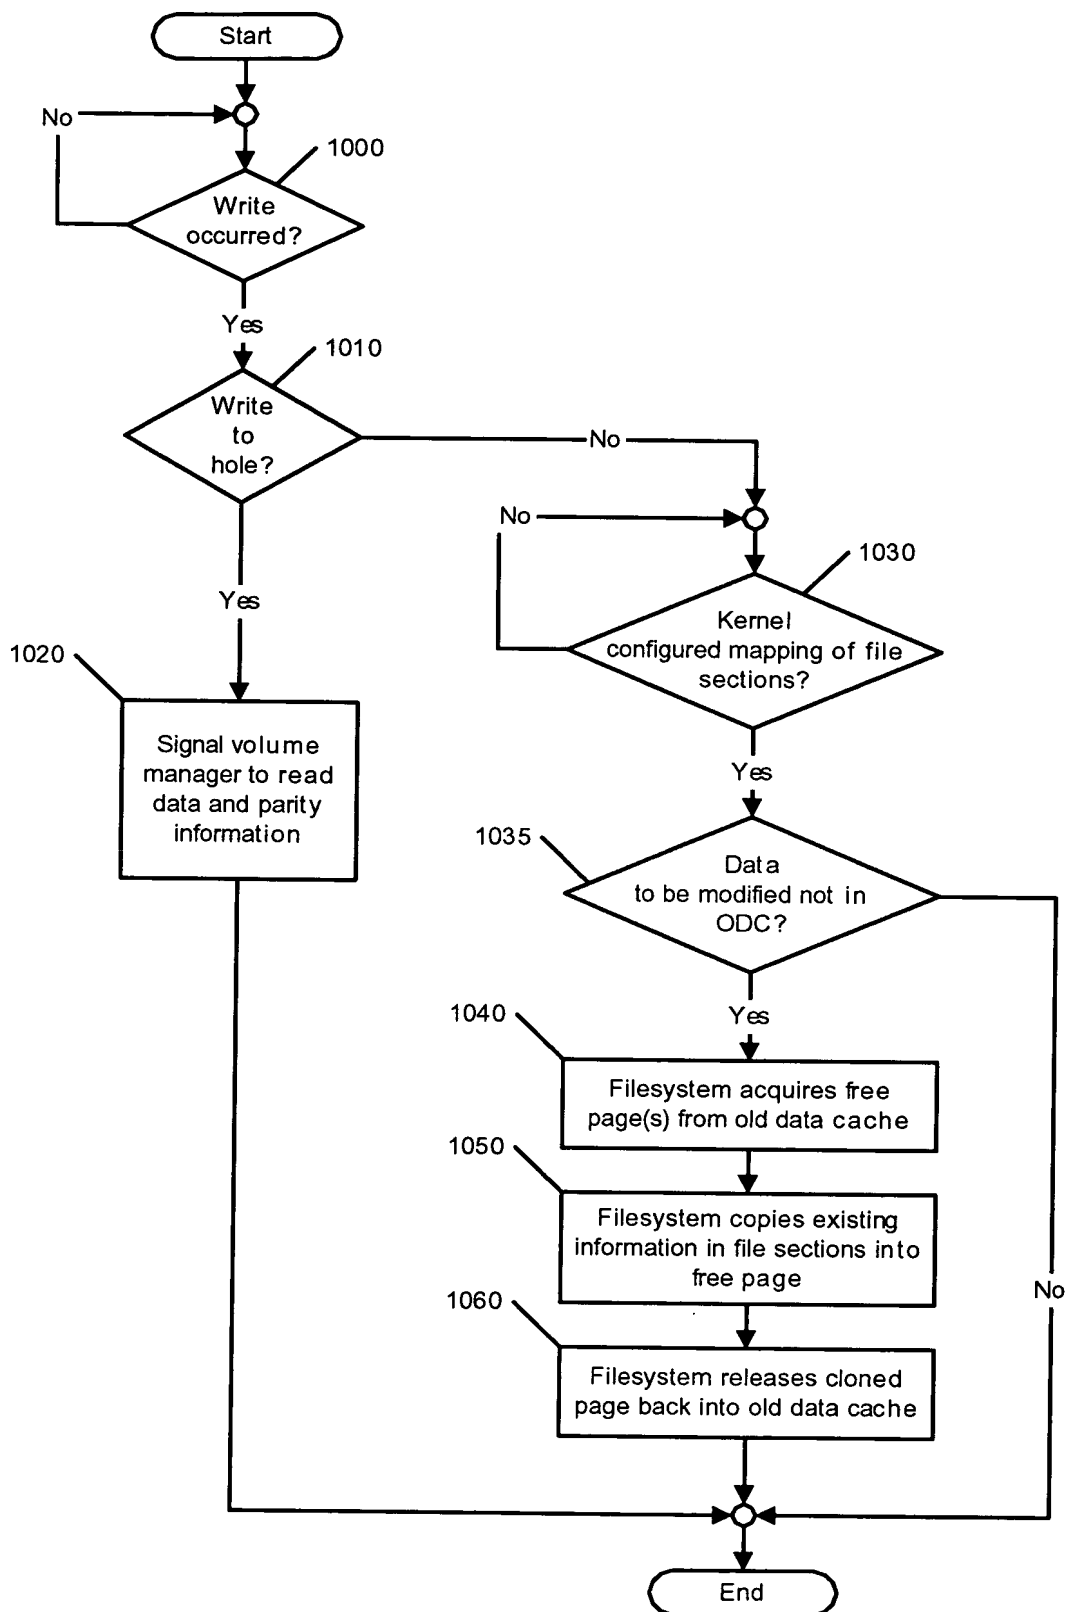 Start
No
1000
Write
occurred?
Yes
1010
Write
to
hole?
No
No
1030
Kernel
configured mapping of file
sections?
Yes
1020
Signal volume
manager to read
data and parity
information
Yes
1035
Data
to be modified not in
ODC?
Yes
1040
Filesystem acquires free
page(s) from old data cache
1050
Filesystem copies existing
information in file sections into
free page
No
1060
Filesystem releases cloned
page back into old data cache
End